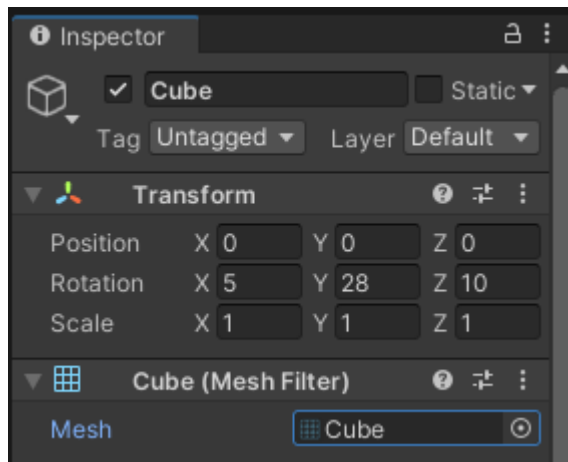 Inspector
Cube Static
Tag Untagged Layer Default
Transform
Position X 0 Y 0 Z 0
Rotation X 5 Y 28 Z 10
Scale X 1 Y 1 Z 1
Cube (Mesh Filter)
Mesh Cube